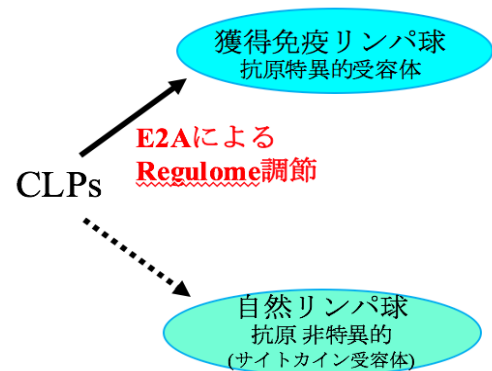 獲得免疫リンパ球
抗原特異的受容体
E2Aによる
Regulome調節
CLPs
自然リンパ球
抗原 非特異的
(サイトカイン受容体)